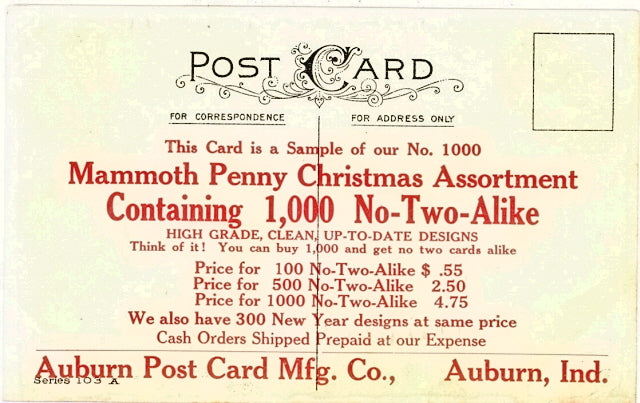 POST CARD
FOR CORRESPONDENCE FOR ADDRESS ONLY
This Card is a Sample of our No. 1000
Mammoth Penny Christmas Assortment
Containing 1,000 No-Two-Alike
HIGH GRADE, CLEAN, UP-TO-DATE DESIGNS
Think of it! You can buy 1,000 and get no two cards alike
Price for 100 No-Two-Alike $ .55
Price for 500 No-Two-Alike 2.50
Price for 1000 No-Two-Alike 4.75
We also have 300 New Year designs at same price
Cash Orders Shipped Prepaid at our Expense
Auburn Post Card Mfg. Co., Auburn, Ind.
Series 103 A